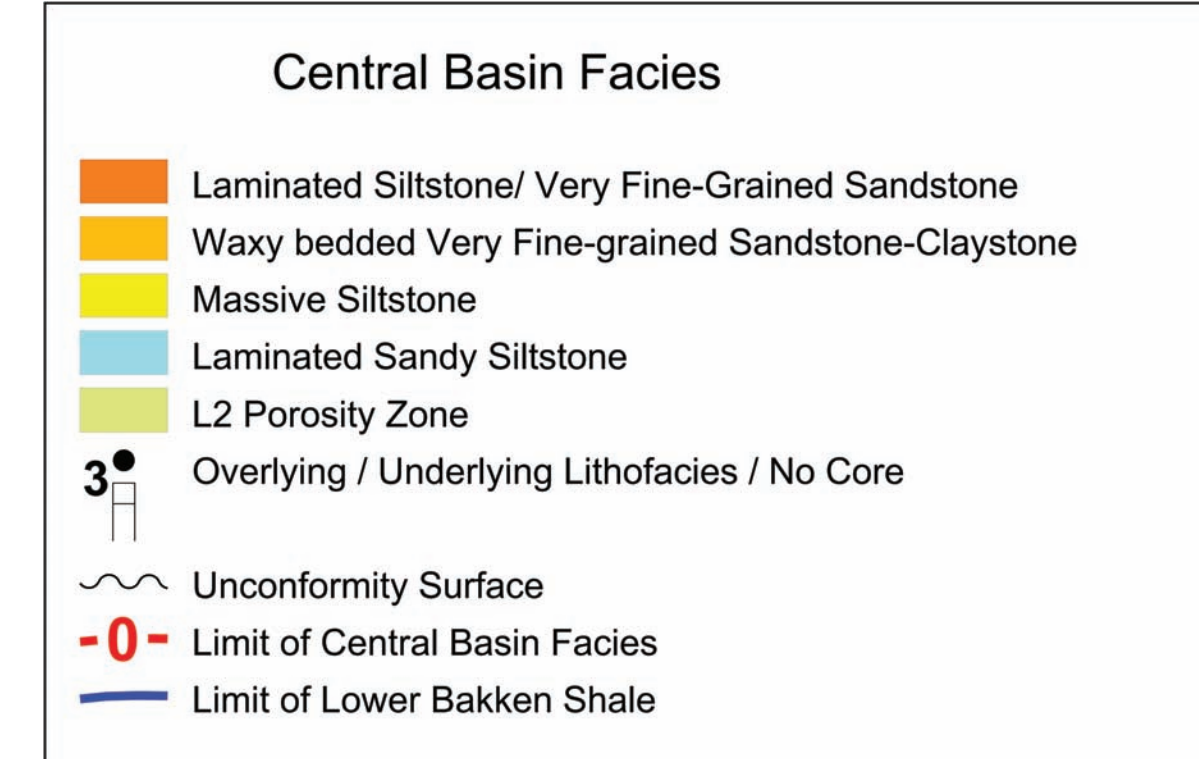 Central Basin Facies
Laminated Siltstone/ Very Fine-Grained Sandstone
Waxy bedded Very Fine-grained Sandstone-Claystone
Massive Siltstone
Laminated Sandy Siltstone
L2 Porosity Zone
3 Overlying / Underlying Lithofacies / No Core
Unconformity Surface
-0- Limit of Central Basin Facies
Limit of Lower Bakken Shale